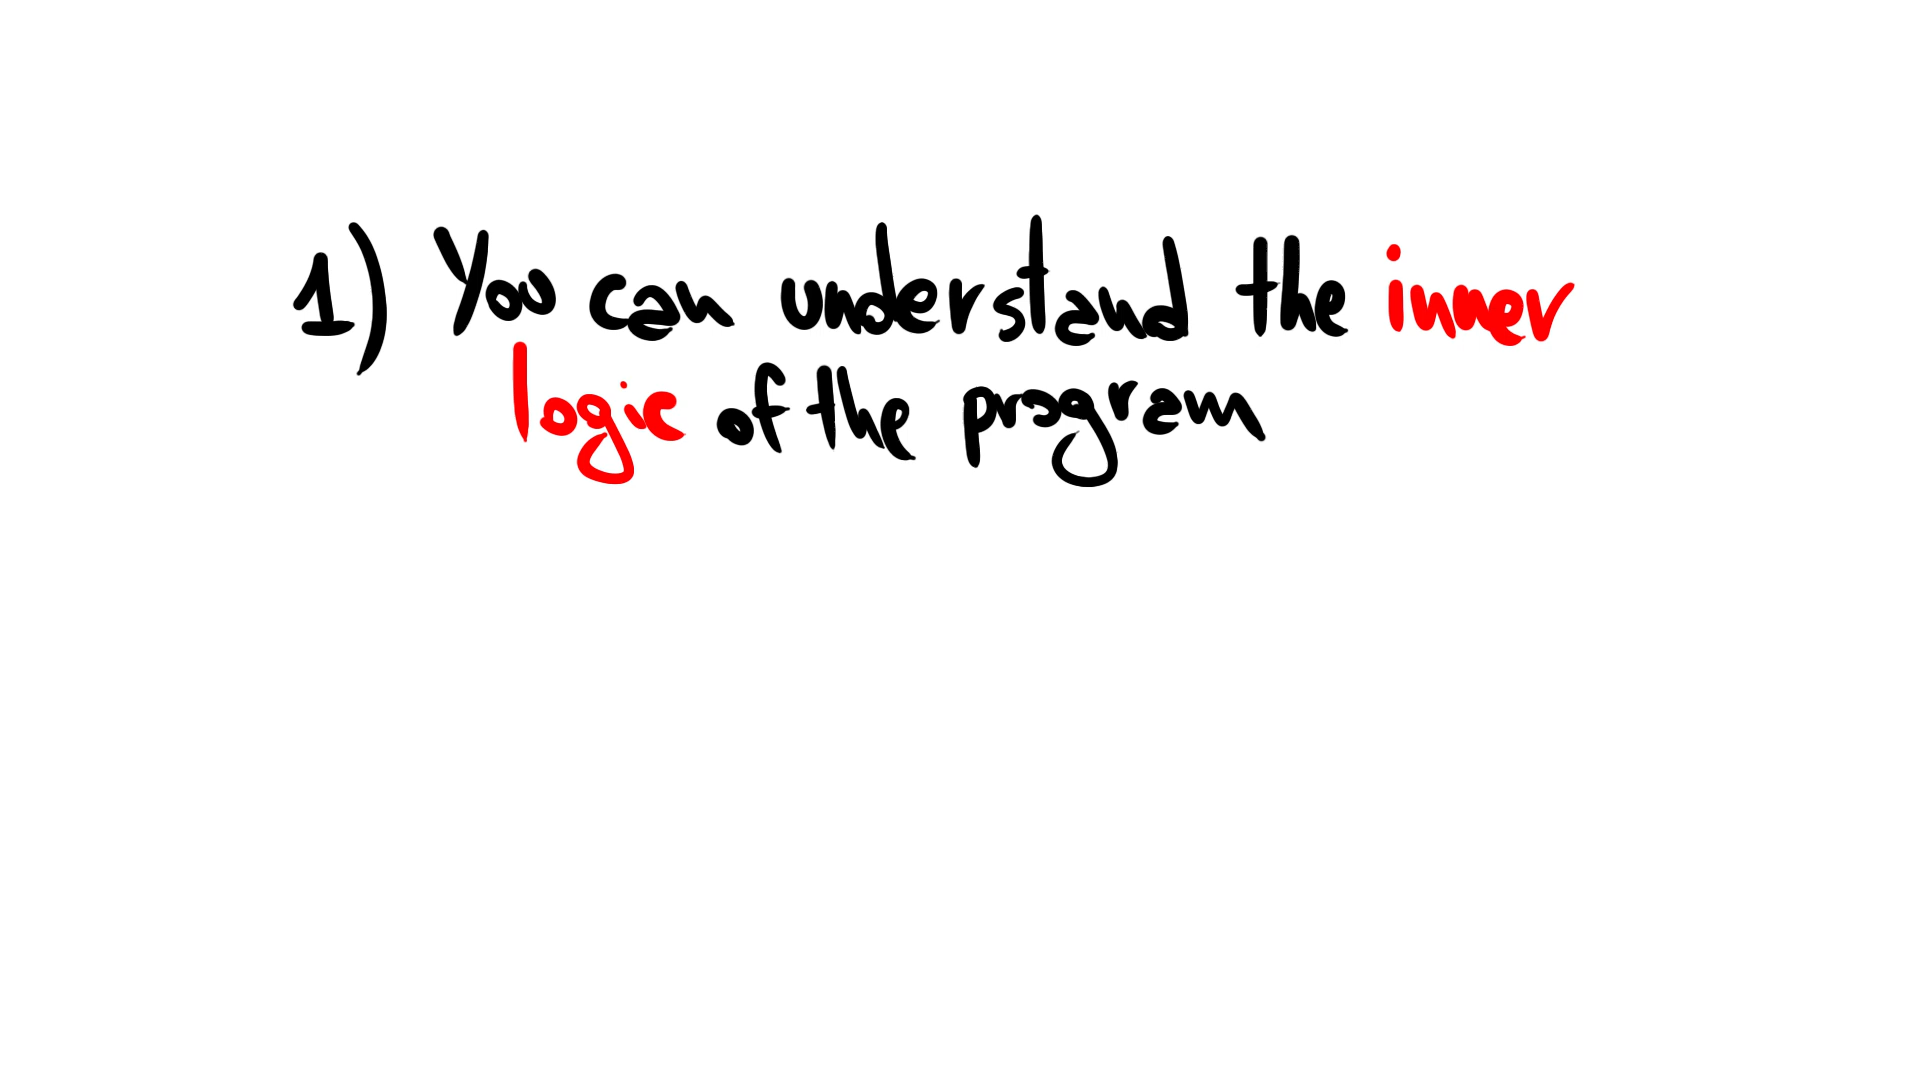 1) You can understand the inner
logic of the program